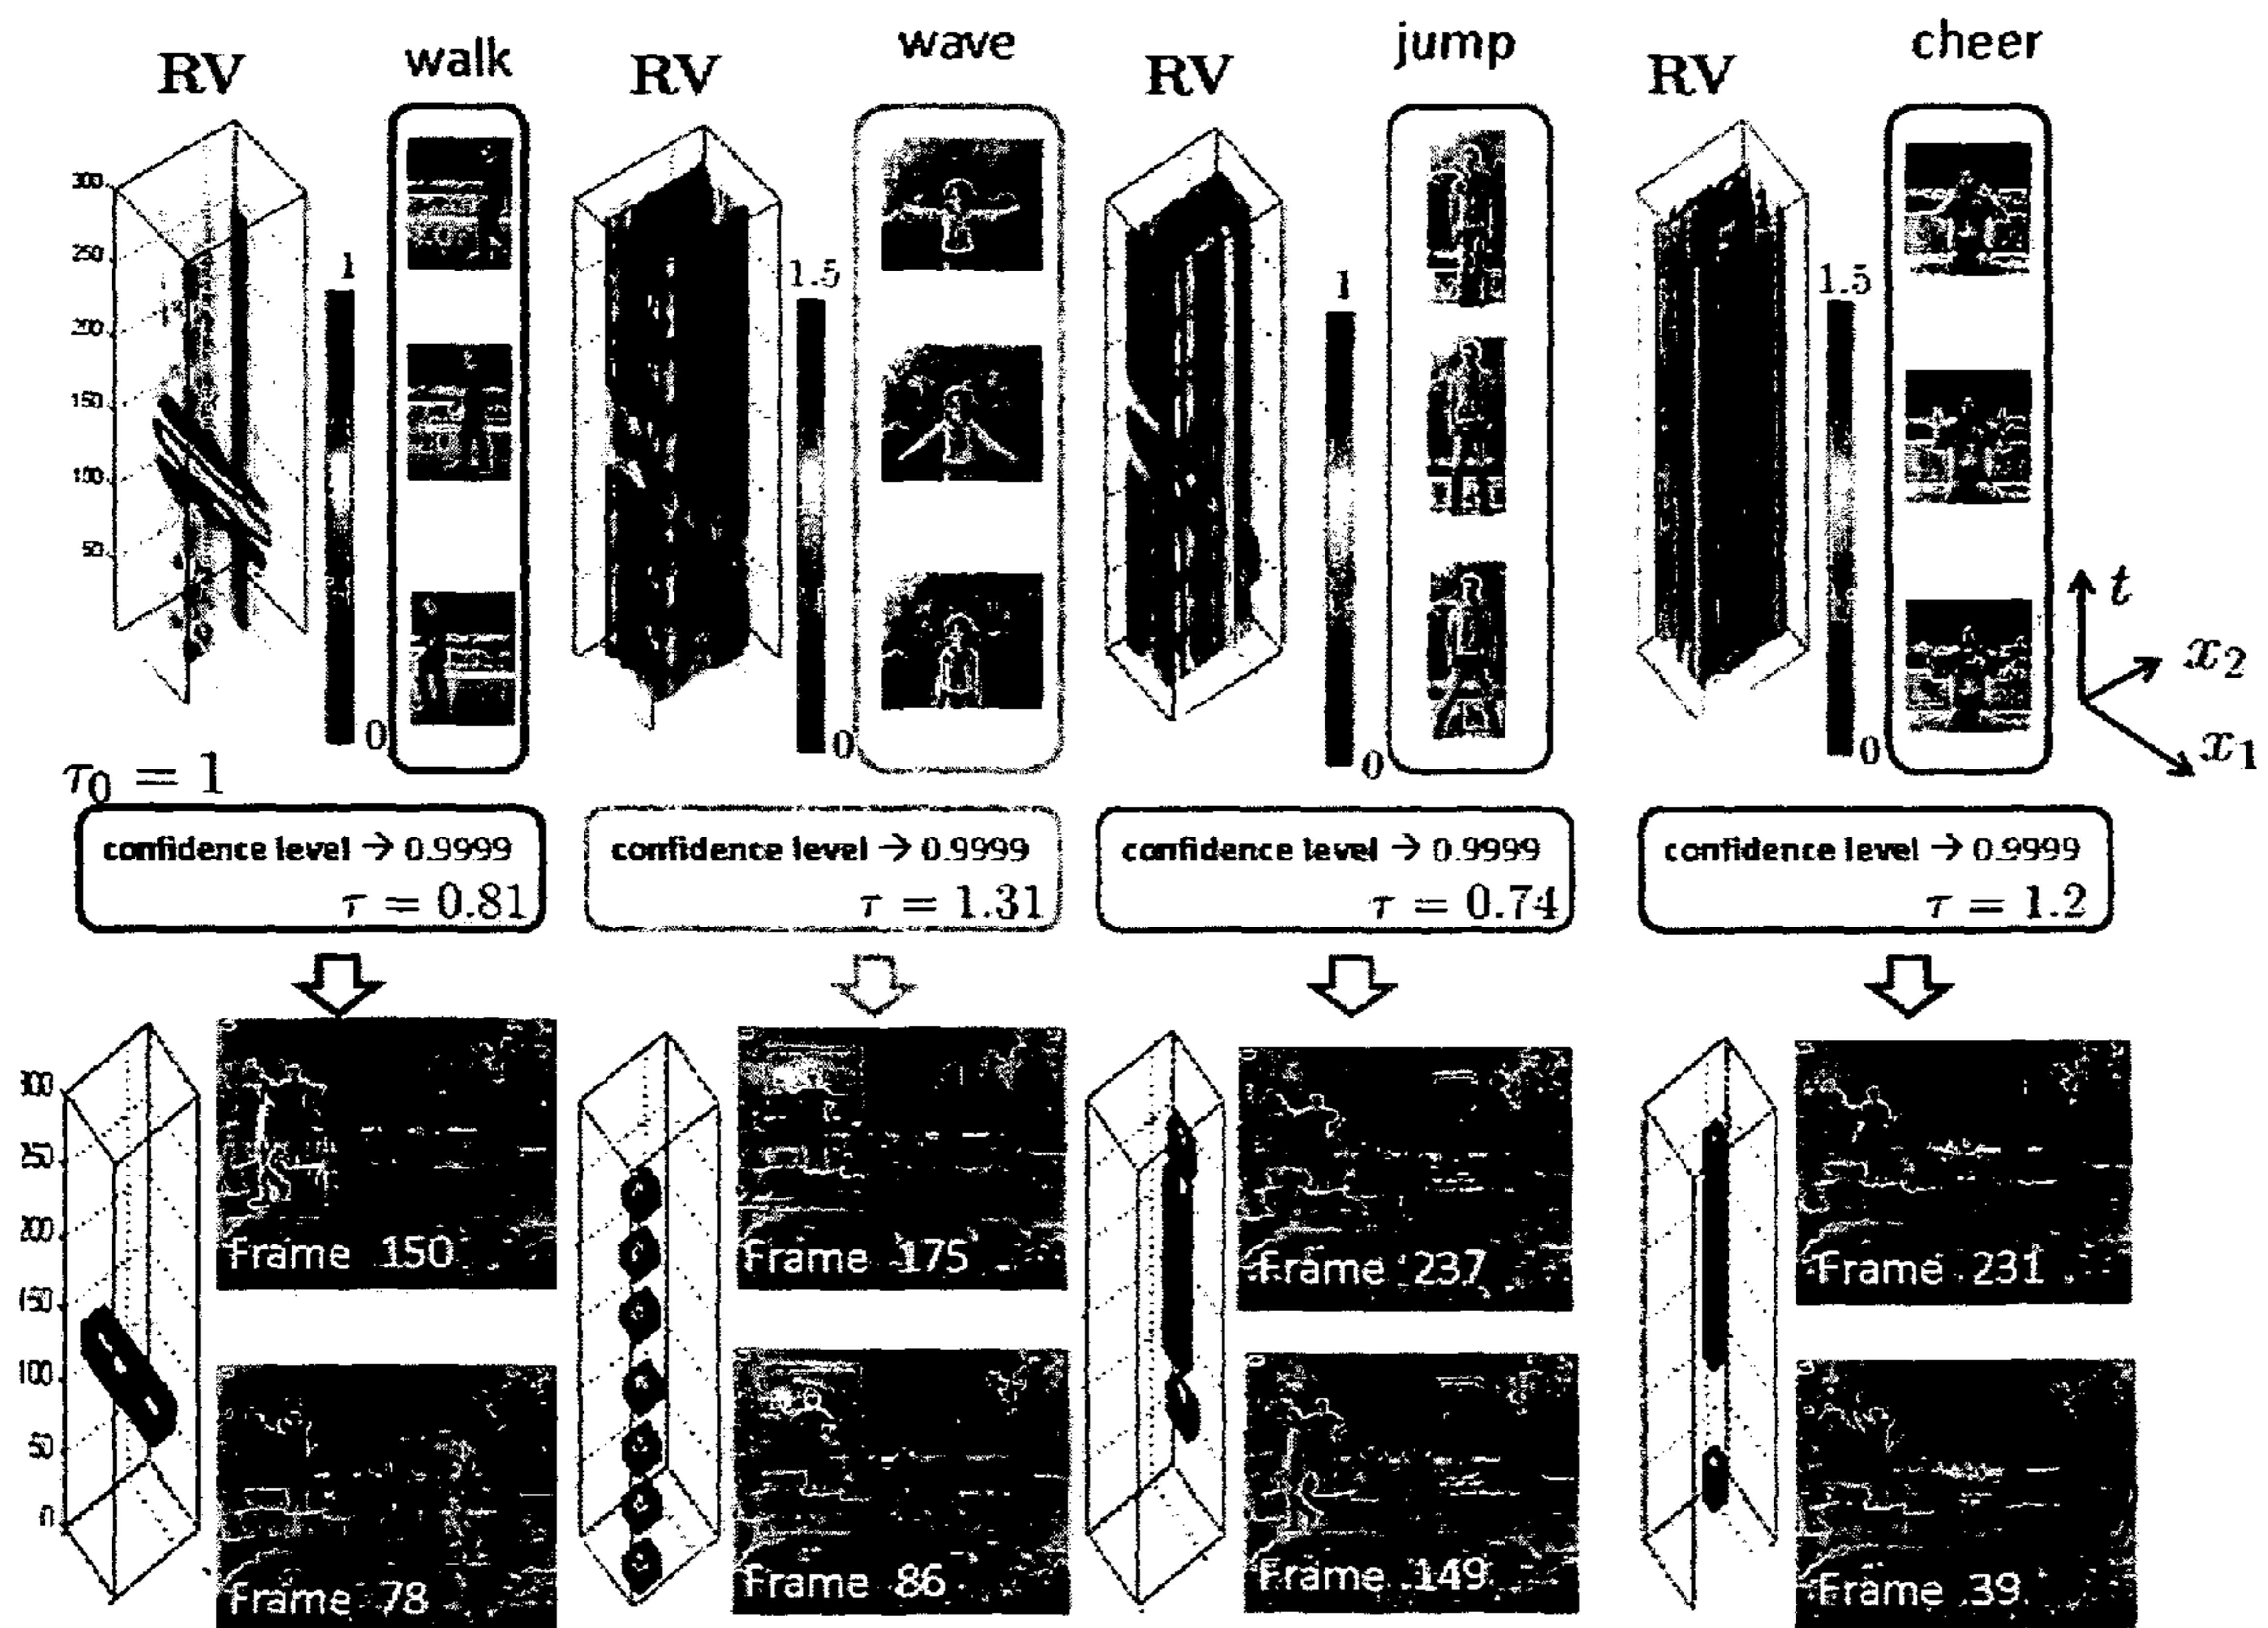 RV walk RV wave RV jump RV cheer
300
250
200
150
100
50
1
0
1.5
0
1
0
1.5
0
t
x₂
x₁
τ₀ = 1
confidence level → 0.9999
τ = 0.81
confidence level → 0.9999
τ = 1.31
confidence level → 0.9999
τ = 0.74
confidence level → 0.9999
τ = 1.2
300
250
200
150
100
50
0
Frame 150
Frame 78
Frame 175
Frame 86
Frame 237
Frame 149
Frame 231
Frame 39